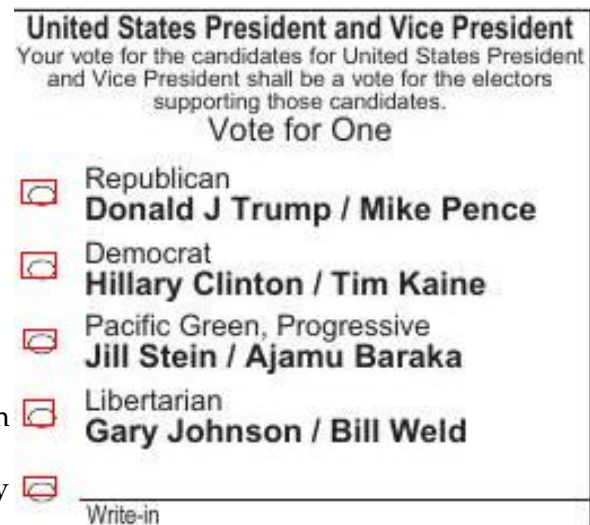 United States President and Vice President
Your vote for the candidates for United States President
and Vice President shall be a vote for the electors
supporting those candidates.
Vote for One
Republican
Donald J Trump / Mike Pence
Democrat
Hillary Clinton / Tim Kaine
Pacific Green, Progressive
Jill Stein / Ajamu Baraka
Libertarian
Gary Johnson / Bill Weld
Write-in